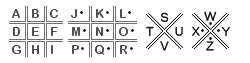 A B C J K L S W
D E F M N O T U X Y
G H I P Q R V Z